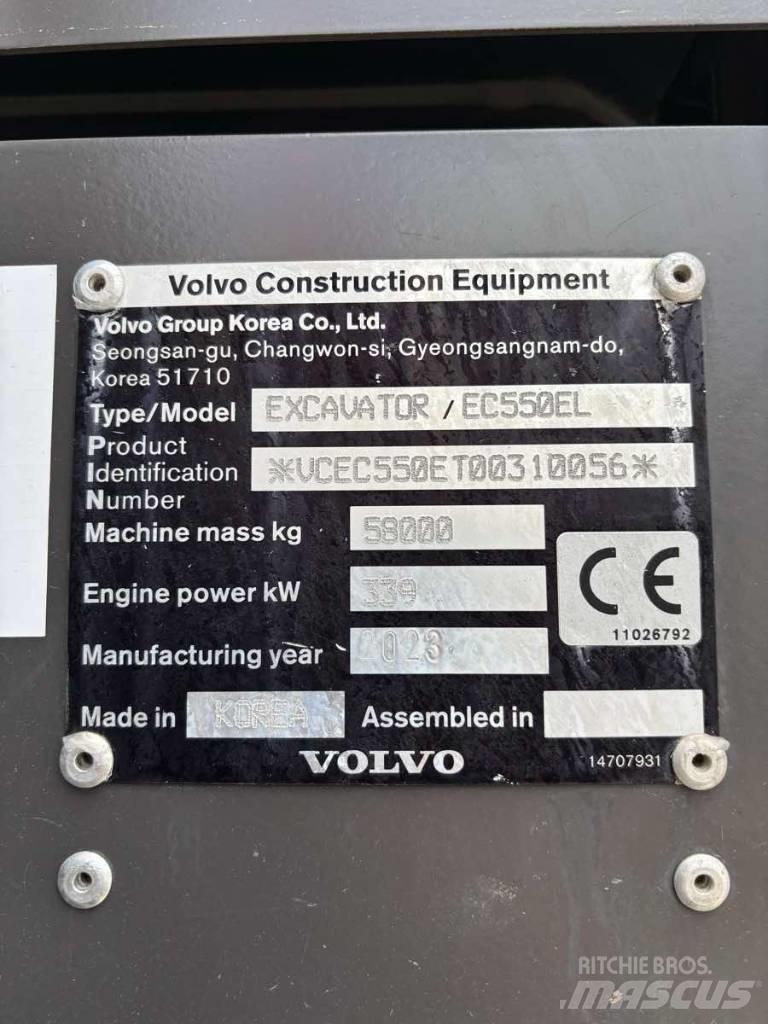 Volvo Construction Equipment
Volvo Group Korea Co., Ltd.
Seongsan-gu, Changwon-si, Gyeongsangnam-do,
Korea 51710
Type/Model EXCAVATOR / EC550EL
Product
Identification *VCEC550ET00310056*
Number
Machine mass kg 58000
Engine power kW 339
CE
11026792
Manufacturing year 2023
Made in KOREA Assembled in
VOLVO 14707931
RITCHIE BROS.
MASCUS